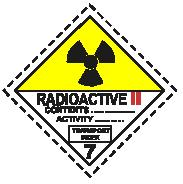 RADIOACTIVE II
CONTENTS ..............
ACTIVITY ..........
TRANSPORT
INDEX
7